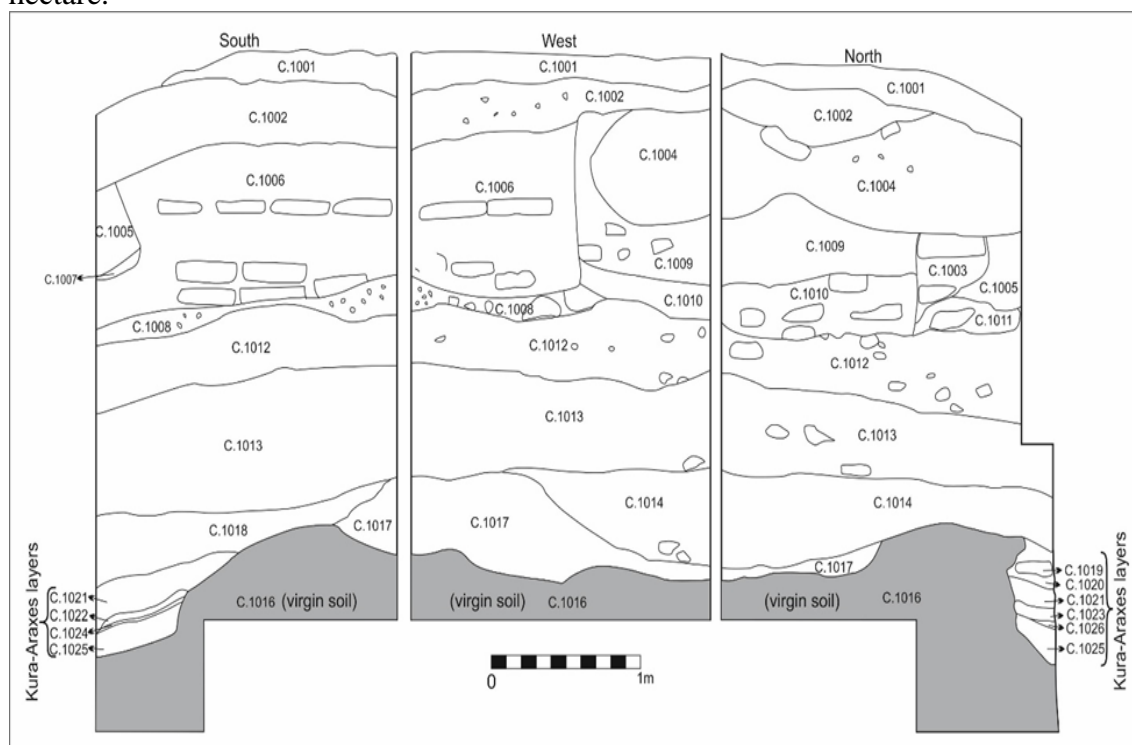 hectare.
South
West
North
C.1001
C.1002
C.1006
C.1005
C.1007
C.1008
C.1012
C.1013
C.1018
C.1017
C.1016 (virgin soil)
Kura-Araxes layers
C.1021
C.1022
C.1024
C.1025
C.1001
C.1002
C.1004
C.1006
C.1009
C.1010
C.1008
C.1012
C.1013
C.1014
C.1017
(virgin soil) C.1016
C.1001
C.1002
C.1004
C.1009
C.1003
C.1005
C.1010
C.1011
C.1012
C.1013
C.1014
C.1017
(virgin soil) C.1016
C.1019
C.1020
C.1021
C.1023
C.1026
C.1025
Kura-Araxes layers
0 1m